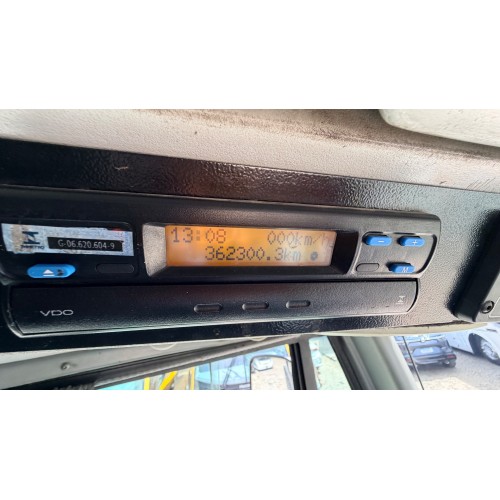 G-06.620.604-9
13:08 000km/h
362300.3km
− +
VDO